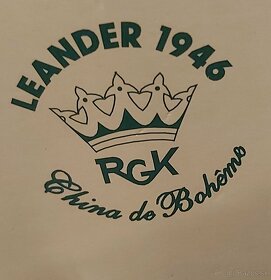 LEANDER 1946
RGK
China de Bohême